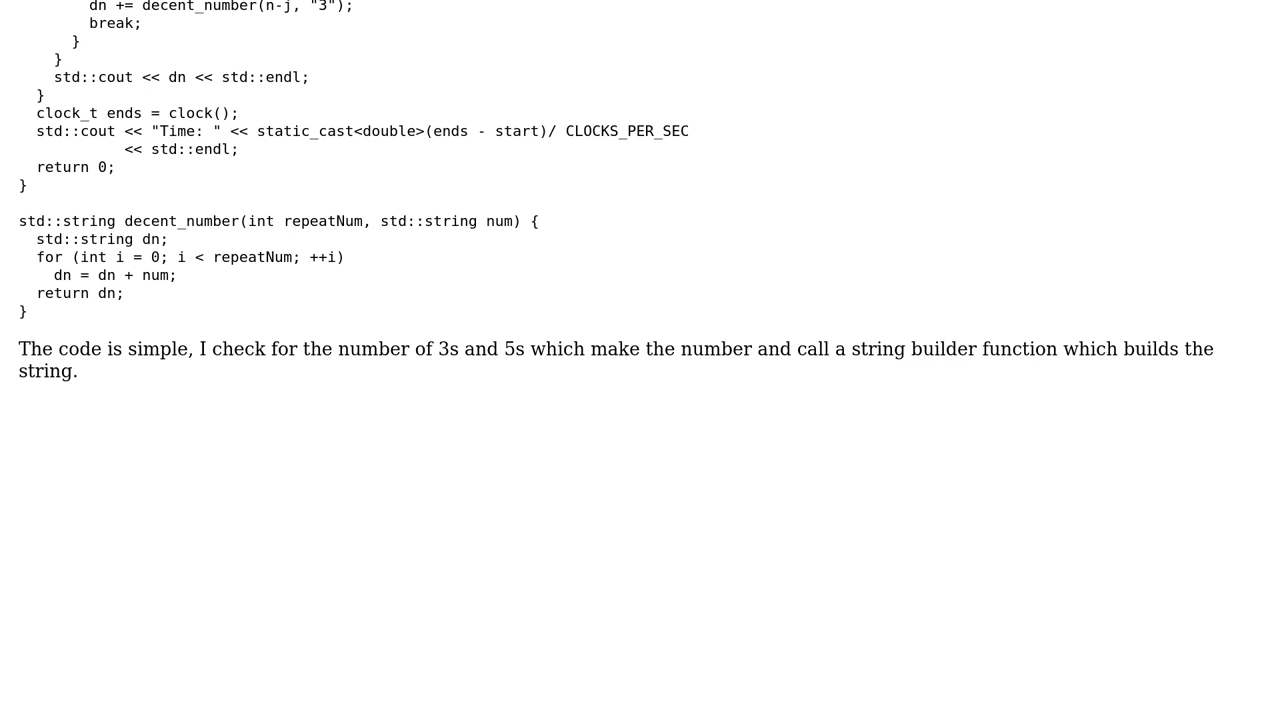 dn += decent_number(n-j, "3");
        break;
      }
    }
    std::cout << dn << std::endl;
  }
  clock_t ends = clock();
  std::cout << "Time: " << static_cast<double>(ends - start)/ CLOCKS_PER_SEC
            << std::endl;
  return 0;
}

std::string decent_number(int repeatNum, std::string num) {
  std::string dn;
  for (int i = 0; i < repeatNum; ++i)
    dn = dn + num;
  return dn;
}

The code is simple, I check for the number of 3s and 5s which make the number and call a string builder function which builds the
string.